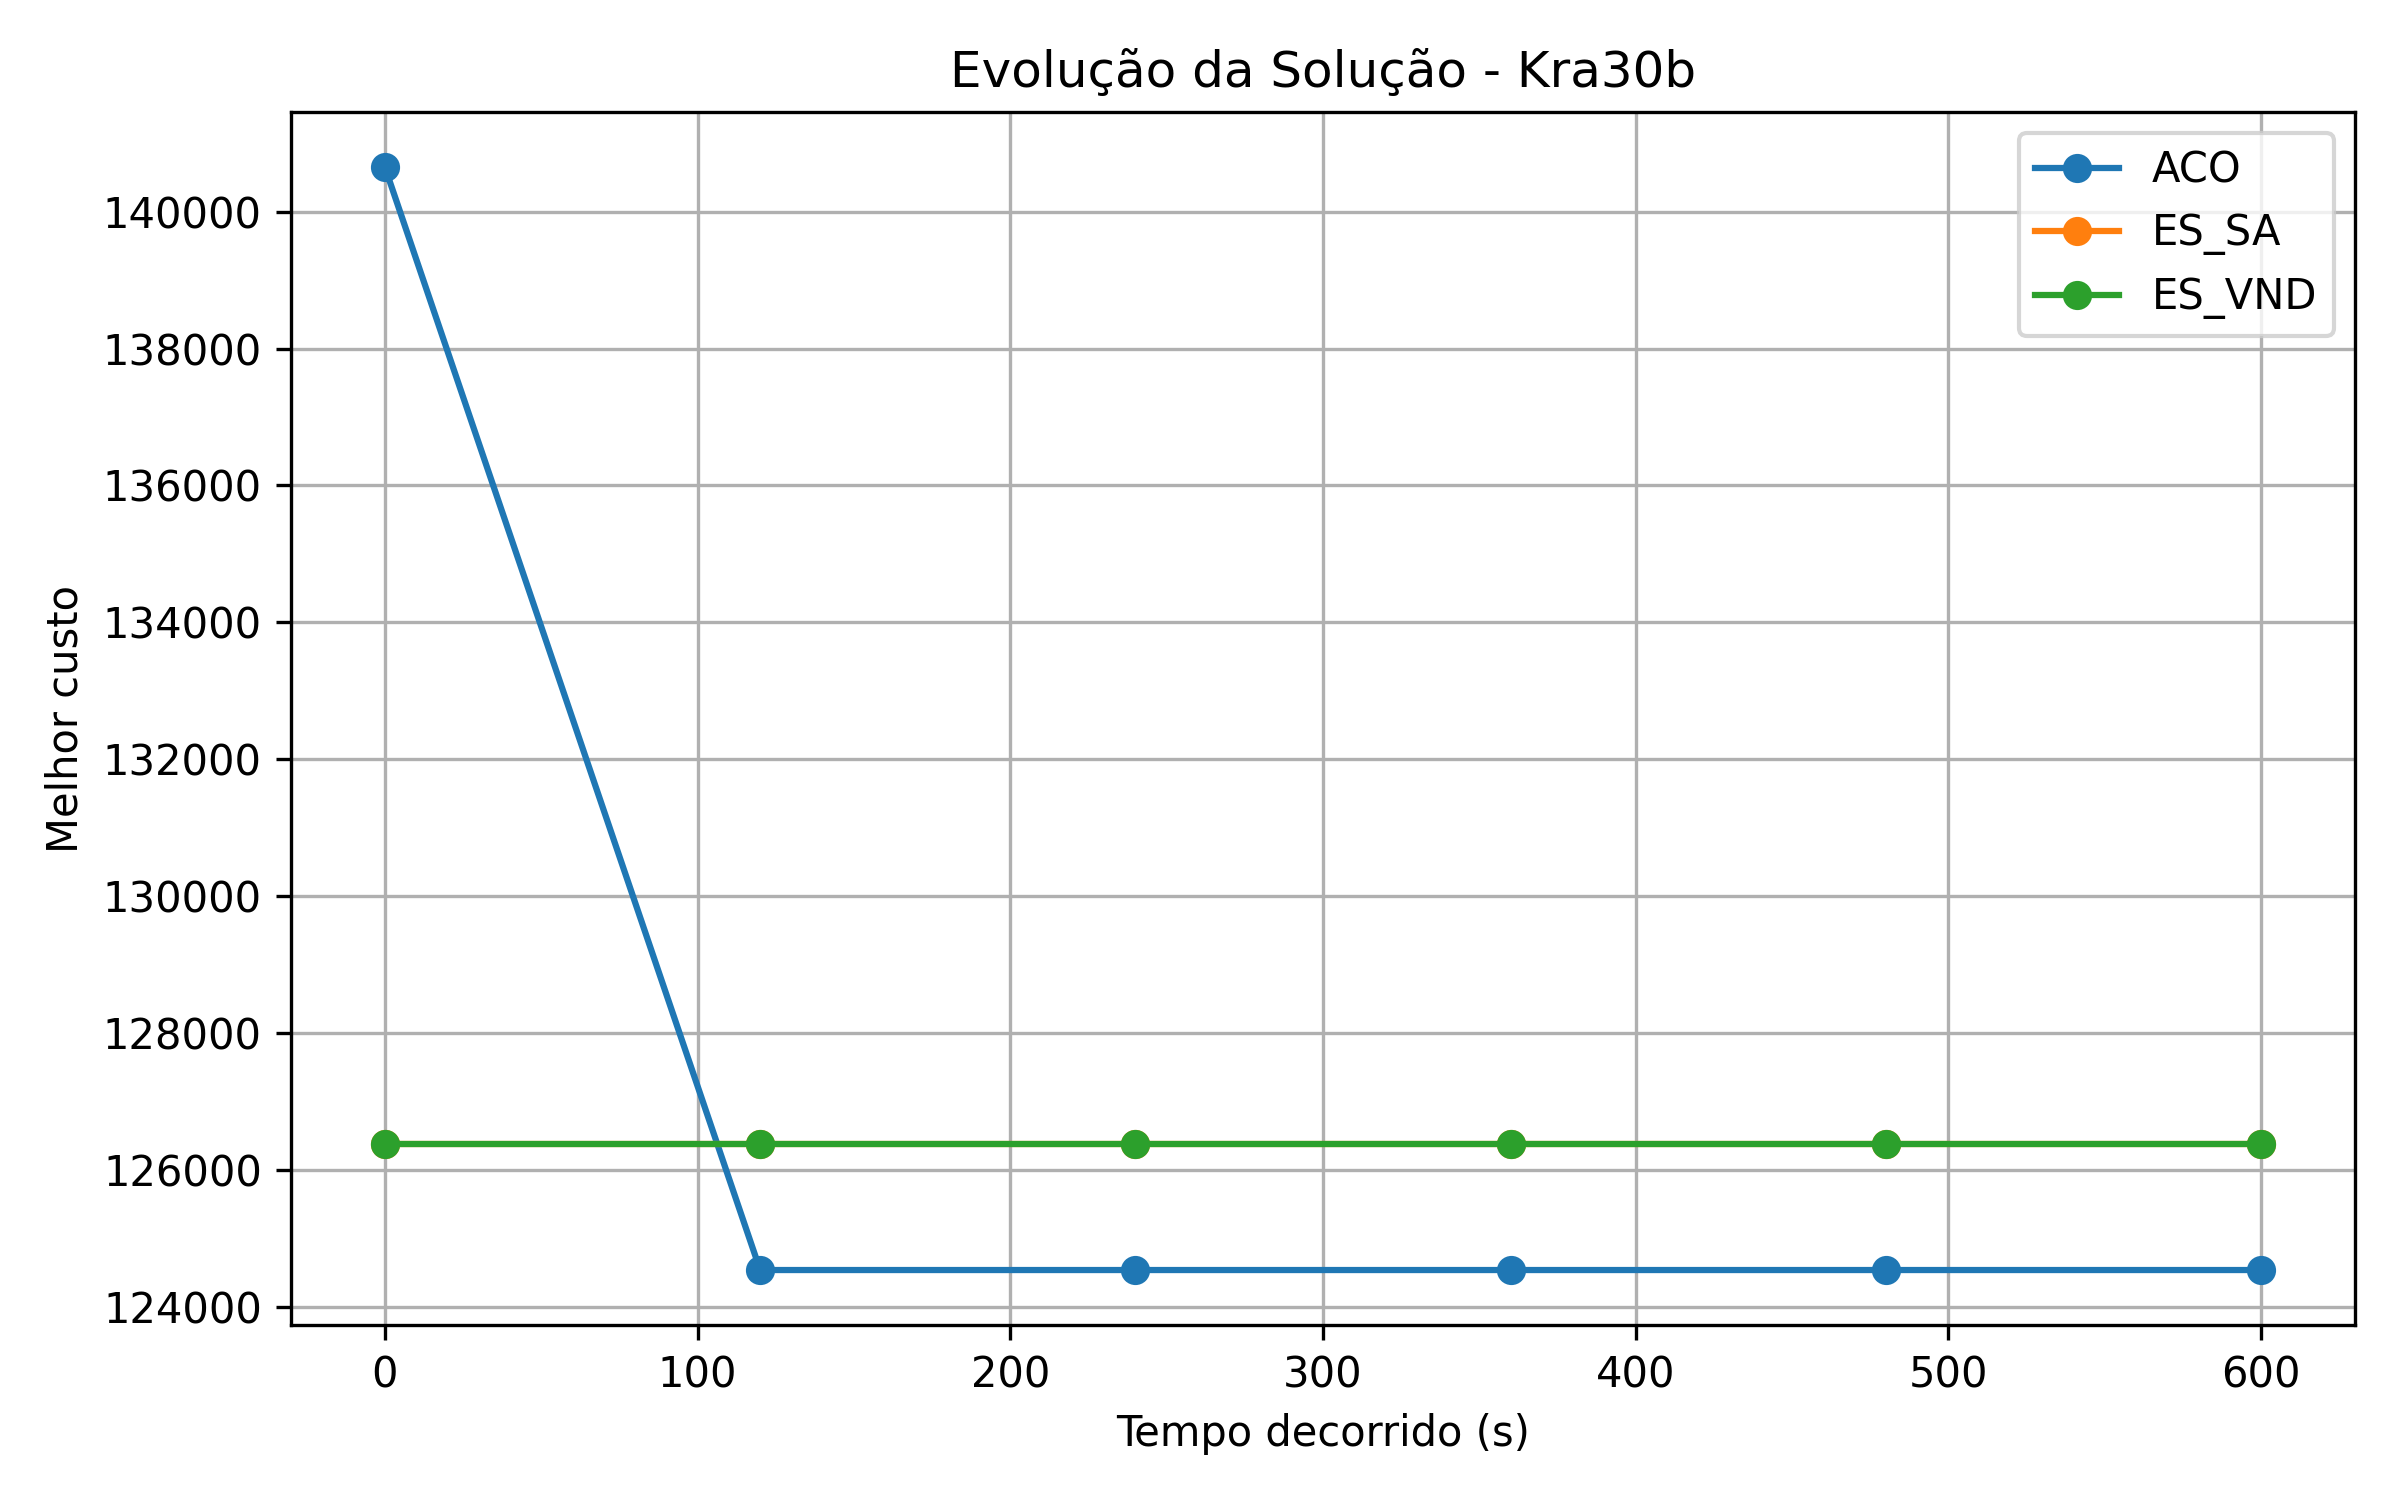 Evolução da Solução - Kra30b
ACO
ES_SA
ES_VND
Melhor custo
140000
138000
136000
134000
132000
130000
128000
126000
124000
0 100 200 300 400 500 600
Tempo decorrido (s)